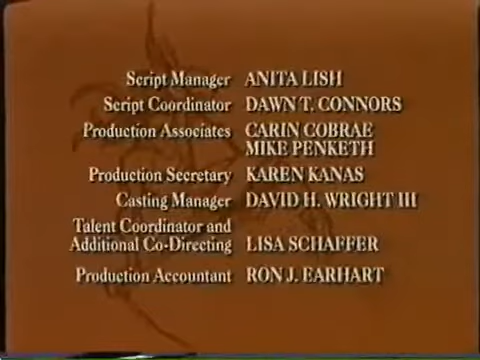 Script Manager ANITA LISH
Script Coordinator DAWN T. CONNORS
Production Associates CARIN COBRAE
MIKE PENKETH
Production Secretary KAREN KANAS
Casting Manager DAVID H. WRIGHT III
Talent Coordinator and
Additional Co-Directing LISA SCHAFFER
Production Accountant RON J. EARHART